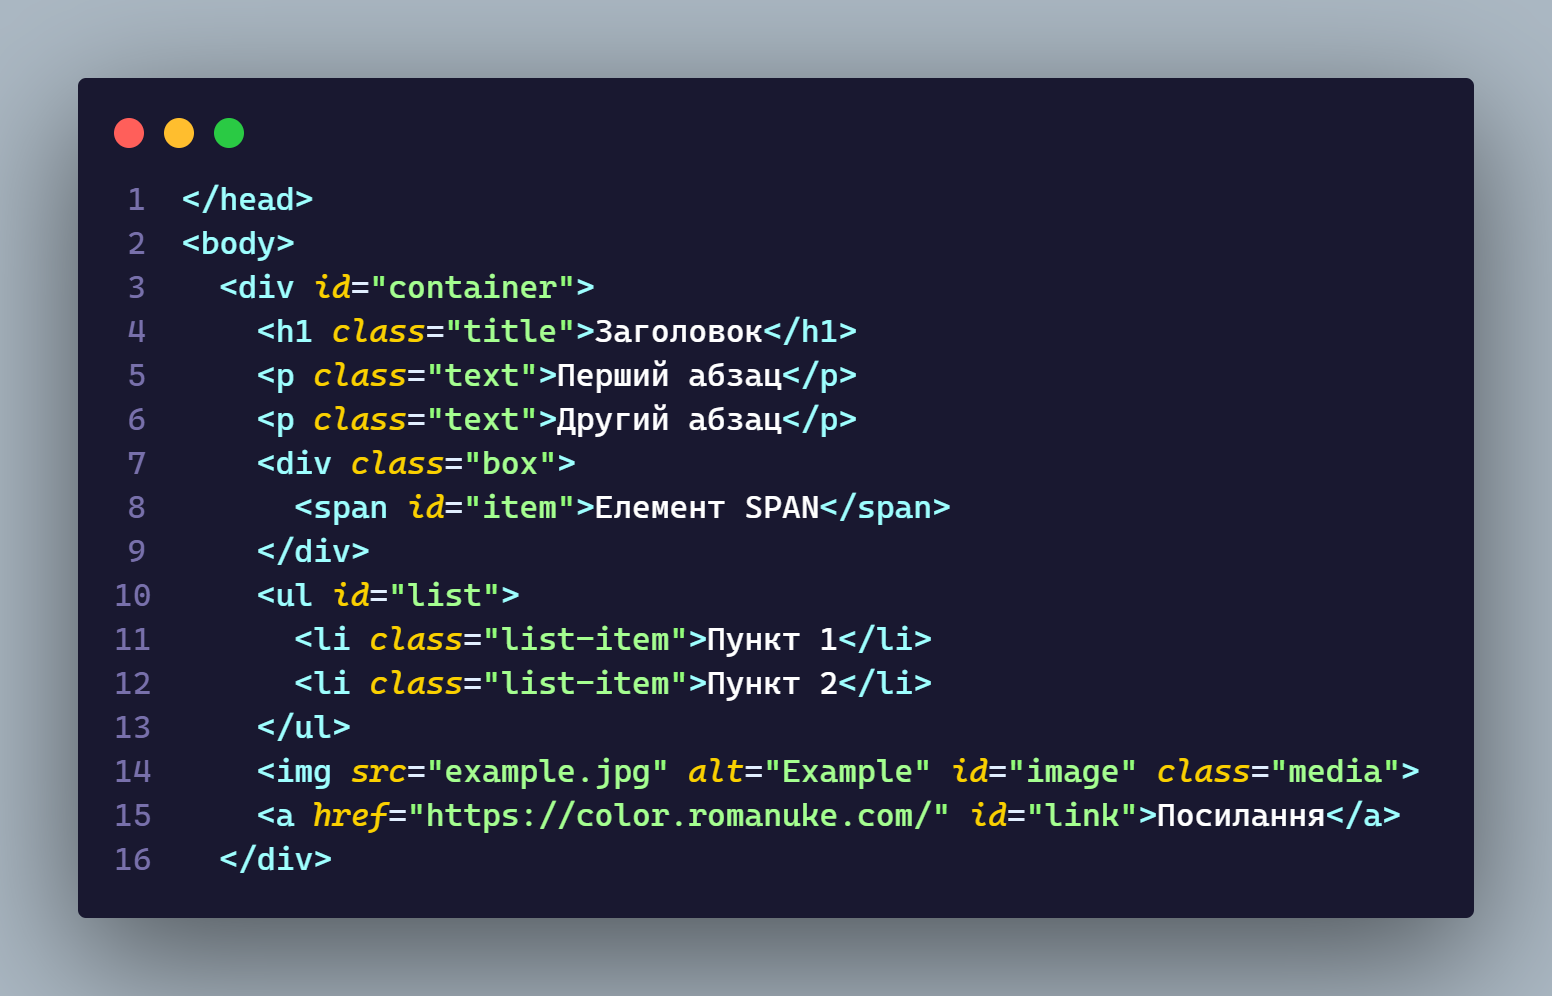 1 </head>
2 <body>
3   <div id="container">
4     <h1 class="title">Заголовок</h1>
5     <p class="text">Перший абзац</p>
6     <p class="text">Другий абзац</p>
7     <div class="box">
8       <span id="item">Елемент SPAN</span>
9     </div>
10     <ul id="list">
11       <li class="list-item">Пункт 1</li>
12       <li class="list-item">Пункт 2</li>
13     </ul>
14     <img src="example.jpg" alt="Example" id="image" class="media">
15     <a href="https://color.romanuke.com/" id="link">Посилання</a>
16   </div>